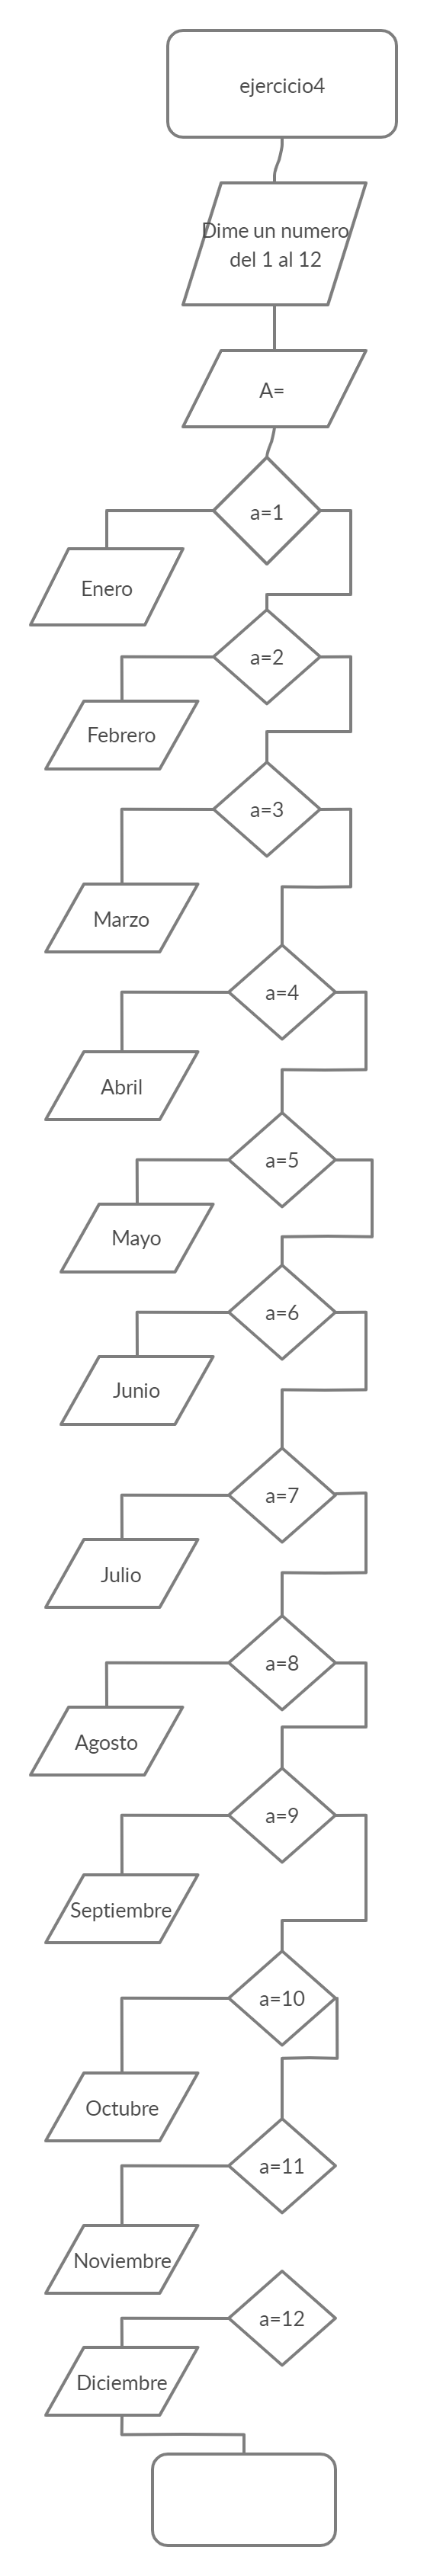 ejercicio4
Dime un numero
del 1 al 12
A=
a=1
Enero
a=2
Febrero
a=3
Marzo
a=4
Abril
a=5
Mayo
a=6
Junio
a=7
Julio
a=8
Agosto
a=9
Septiembre
a=10
Octubre
a=11
Noviembre
a=12
Diciembre